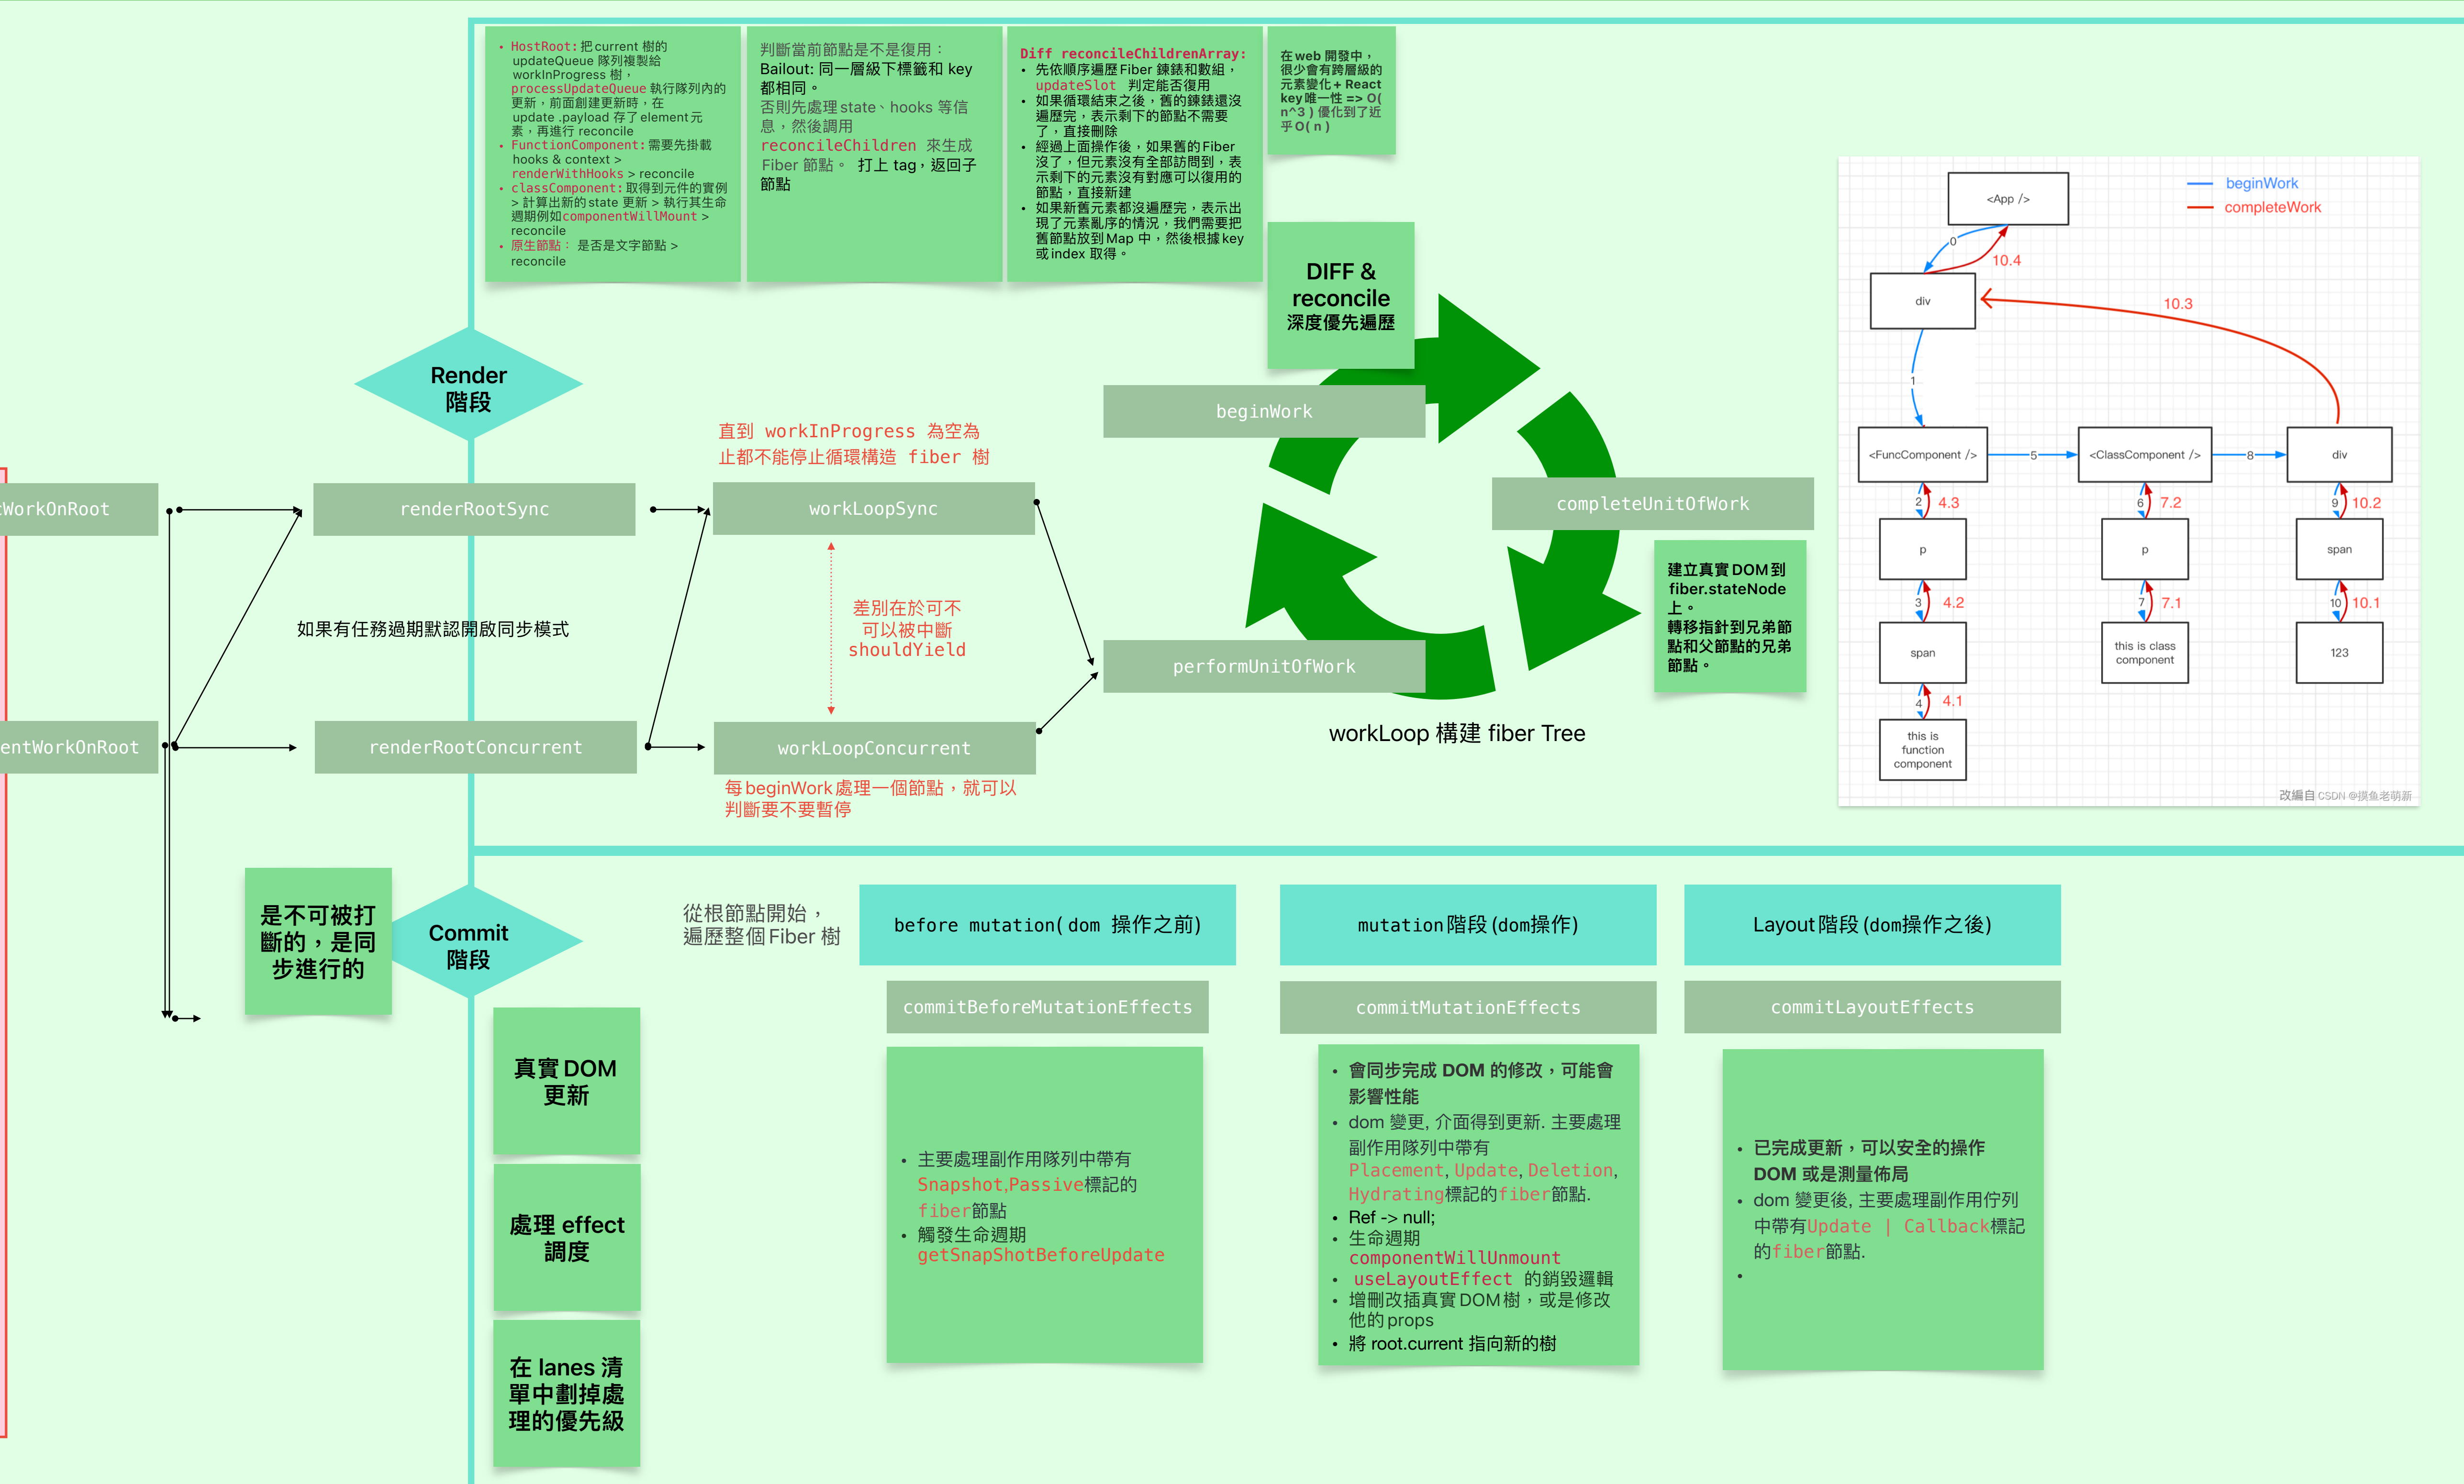 • HostRoot: 把 current 樹的
updateQueue 隊列複製給
workInProgress 樹，
processUpdateQueue 執行隊列內的
更新，前面創建更新時，在
update .payload 存了 element 元
素，再進行 reconcile
• FunctionComponent: 需要先掛載
hooks & context >
renderWithHooks > reconcile
• classComponent: 取得到元件的實例
> 計算出新的 state 更新 > 執行其生命
週期例如componentWillMount >
reconcile
• 原生節點： 是否是文字節點 >
reconcile
判斷當前節點是不是復用：
Bailout: 同一層級下標籤和 key
都相同。
否則先處理 state、hooks 等信
息，然後調用
reconcileChildren 來生成
Fiber 節點。 打上 tag，返回子
節點
Diff reconcileChildrenArray:
• 先依順序遍歷 Fiber 鍊錶和數組，
updateSlot 判定能否復用
• 如果循環結束之後，舊的鍊錶還沒
遍歷完，表示剩下的節點不需要
了，直接刪除
• 經過上面操作後，如果舊的 Fiber
沒了，但元素沒有全部訪問到，表
示剩下的元素沒有對應可以復用的
節點，直接新建
• 如果新舊元素都沒遍歷完，表示出
現了元素亂序的情況，我們需要把
舊節點放到 Map 中，然後根據 key
或 index 取得。
在 web 開發中，
很少會有跨層級的
元素變化 + React
key 唯一性 => O(
n^3 ) 優化到了近
乎 O( n )
DIFF &
reconcile
深度優先遍歷
Render
階段
beginWork
completeUnitOfWork
建立真實 DOM 到
fiber.stateNode
上。
轉移指針到兄弟節
點和父節點的兄弟
節點。
performUnitOfWork
workLoop 構建 fiber Tree
直到 workInProgress 為空為
止都不能停止循環構造 fiber 樹
cWorkOnRoot
renderRootSync
workLoopSync
如果有任務過期默認開啟同步模式
差別在於可不
可以被中斷
shouldYield
entWorkOnRoot
renderRootConcurrent
workLoopConcurrent
每 beginWork 處理一個節點，就可以
判斷要不要暫停
<App />
beginWork
completeWork
0
10.4
div
10.3
1
<FuncComponent />
5
<ClassComponent />
8
div
2
4.3
6
7.2
9
10.2
p
p
span
3
4.2
7
7.1
10
10.1
span
this is class
component
123
4
4.1
this is
function
component
改編自 CSDN @摸鱼老萌新
是不可被打
斷的，是同
步進行的
Commit
階段
真實 DOM
更新
處理 effect
調度
在 lanes 清
單中劃掉處
理的優先級
從根節點開始，
遍歷整個 Fiber 樹
before mutation( dom 操作之前)
commitBeforeMutationEffects
• 主要處理副作用隊列中帶有
Snapshot,Passive標記的
fiber節點
• 觸發生命週期
getSnapShotBeforeUpdate
mutation 階段 (dom操作)
commitMutationEffects
• 會同步完成 DOM 的修改，可能會
影響性能
• dom 變更, 介面得到更新. 主要處理
副作用隊列中帶有
Placement, Update, Deletion,
Hydrating標記的fiber節點.
• Ref -> null;
• 生命週期
componentWillUnmount
• useLayoutEffect 的銷毀邏輯
• 增刪改插真實 DOM 樹，或是修改
他的 props
• 將 root.current 指向新的樹
Layout 階段 (dom操作之後)
commitLayoutEffects
• 已完成更新，可以安全的操作
DOM 或是測量佈局
• dom 變更後, 主要處理副作用佇列
中帶有Update | Callback標記
的fiber節點.
•